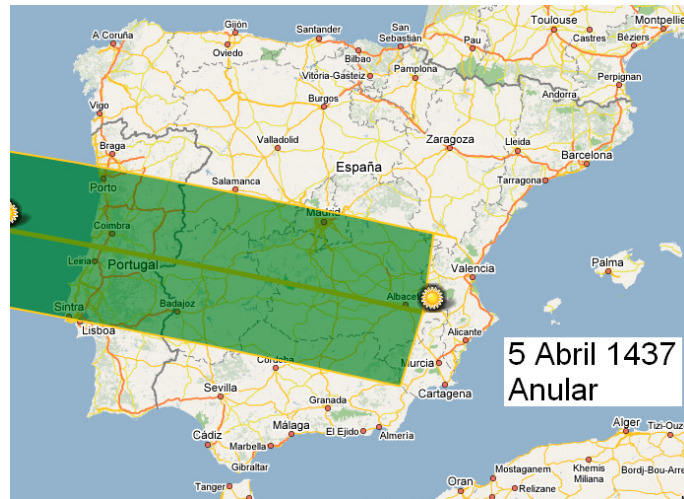 Gijón
Santander
San
Sebastián
Toulouse
Montpellier
A Coruña
Oviedo
Bilbao
Pau
Castres
Béziers
Vitoria-Gasteiz
Pamplona
Perpignan
Andorra
Burgos
Vigo
Braga
Valladolid
Zaragoza
Lleida
Barcelona
España
Porto
Salamanca
Tarragona
Madrid
Coimbra
Leiria
Portugal
Valencia
Palma
Badajoz
Sintra
Lisboa
Alicante
Murcia
Cartagena
5 Abril 1437
Anular
Sevilla
Granada
Málaga
El Ejido
Almería
Cádiz
Marbella
Gibraltar
Alger
Tizi-Ouz
Mostaganem
Khemis
Miliana
Bordj-Bou-Arre
Tanger
Oran
Relizane